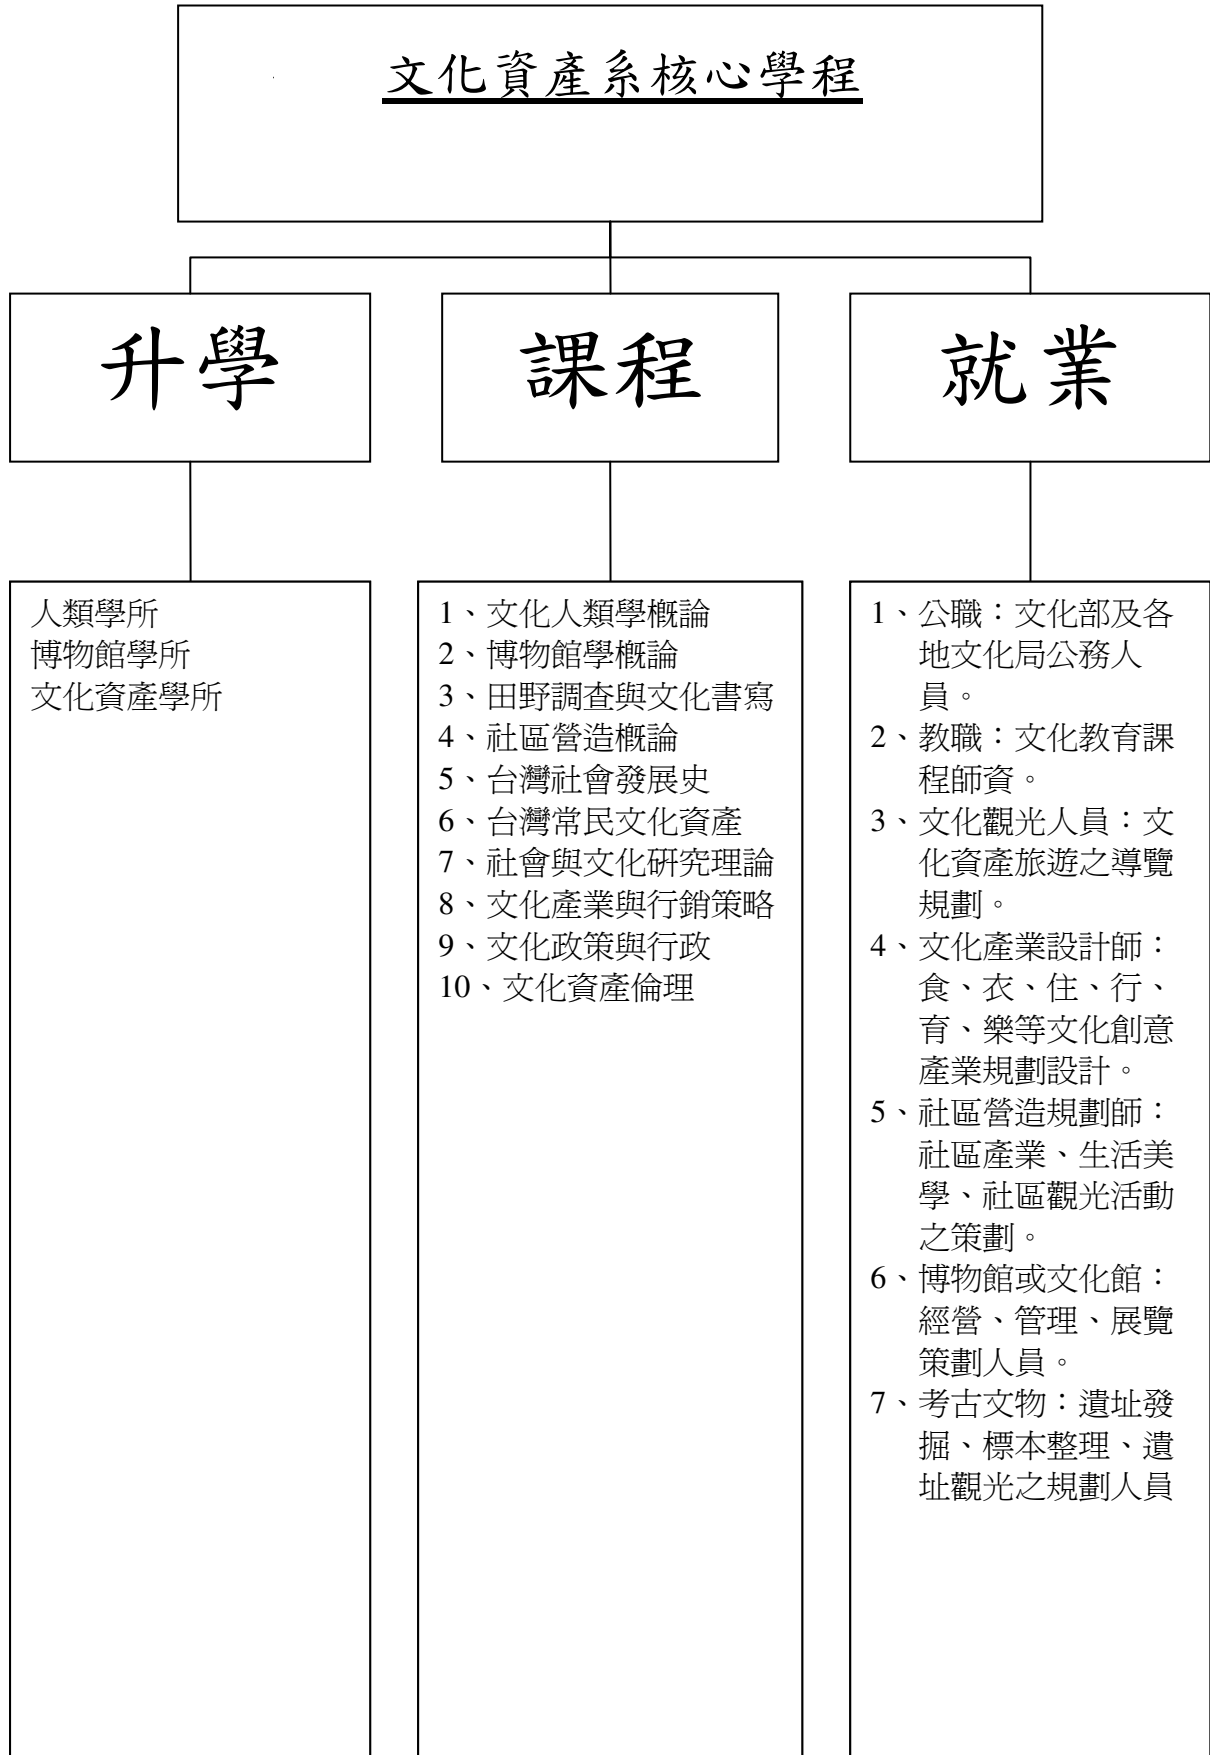 文化資產系核心學程
升學
課程
就業
人類學所
博物館學所
文化資產學所
1、文化人類學概論
2、博物館學概論
3、田野調查與文化書寫
4、社區營造概論
5、台灣社會發展史
6、台灣常民文化資產
7、社會與文化研究理論
8、文化產業與行銷策略
9、文化政策與行政
10、文化資產倫理
1、公職：文化部及各
地文化局公務人
員。
2、教職：文化教育課
程師資。
3、文化觀光人員：文
化資產旅遊之導覽
規劃。
4、文化產業設計師：
食、衣、住、行、
育、樂等文化創意
產業規劃設計。
5、社區營造規劃師：
社區產業、生活美
學、社區觀光活動
之策劃。
6、博物館或文化館：
經營、管理、展覽
策劃人員。
7、考古文物：遺址發
掘、標本整理、遺
址觀光之規劃人員